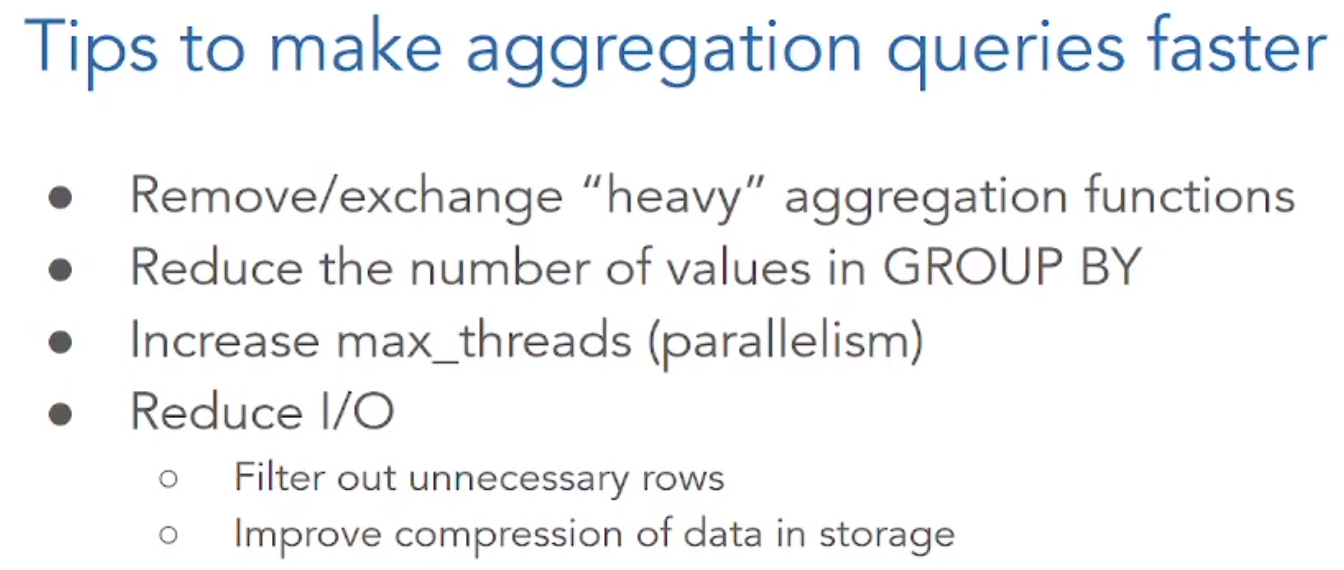 Tips to make aggregation queries faster
● Remove/exchange “heavy” aggregation functions
● Reduce the number of values in GROUP BY
● Increase max_threads (parallelism)
● Reduce I/O
○ Filter out unnecessary rows
○ Improve compression of data in storage